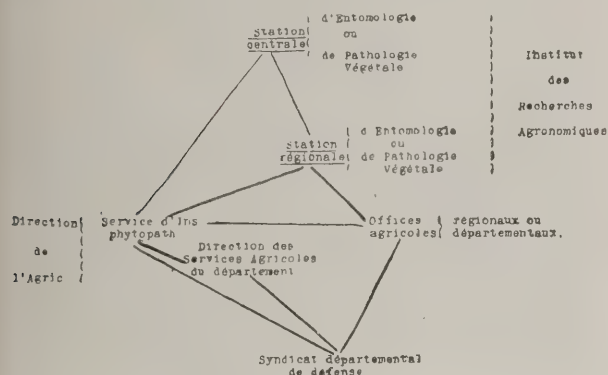 d'Entomologie
Station ou
centrale de Pathologie
Végétale
Institut
des
Recherches
Agronomiques
d Entomologie
Station ou
régionale de Pathologie
Végétale
Direction
de
l'Agric
Service d'Ins
phytopath
Offices
agricoles
régionaux ou
départementaux.
Direction des
Services Agricoles
du département
Syndicat départemental
de défense